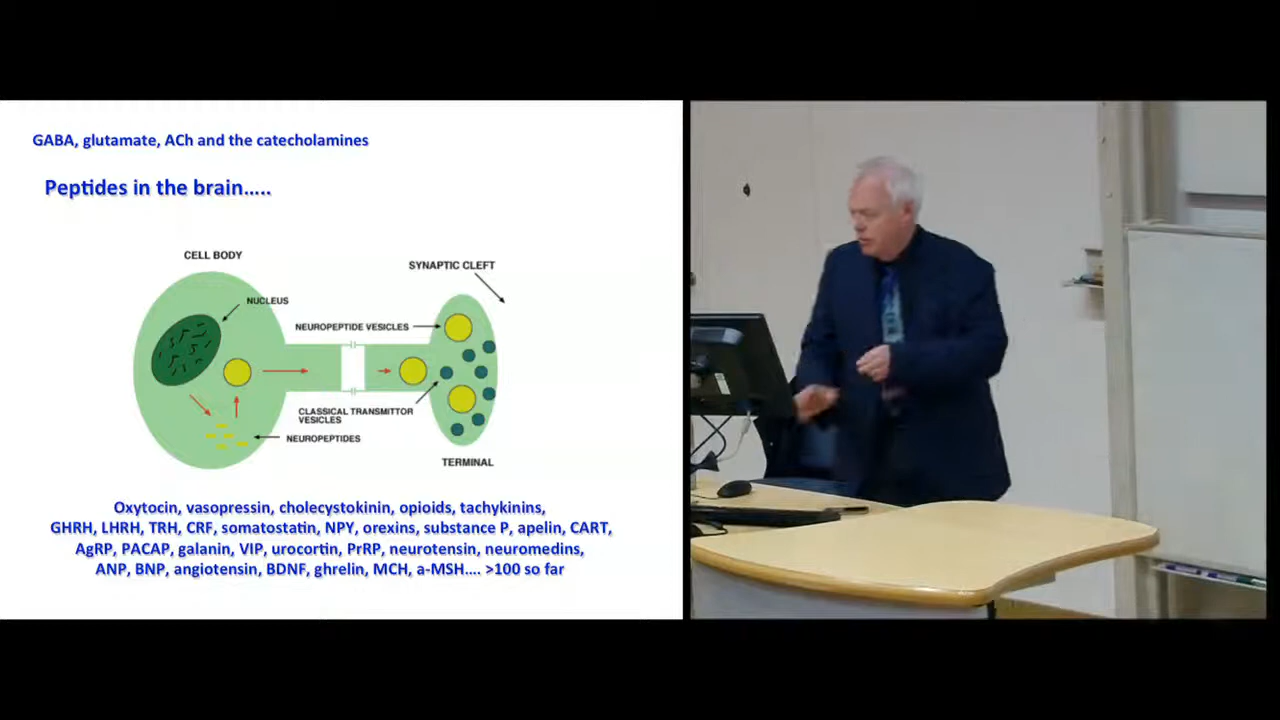 GABA, glutamate, ACh and the catecholamines
Peptides in the brain.....
CELL BODY
SYNAPTIC CLEFT
NUCLEUS
NEUROPEPTIDE VESICLES
CLASSICAL TRANSMITTOR
VESICLES
NEUROPEPTIDES
TERMINAL
Oxytocin, vasopressin, cholecystokinin, opioids, tachykinins,
GHRH, LHRH, TRH, CRF, somatostatin, NPY, orexins, substance P, apelin, CART,
AgRP, PACAP, galanin, VIP, urocortin, PrRP, neurotensin, neuromedins,
ANP, BNP, angiotensin, BDNF, ghrelin, MCH, a-MSH.... >100 so far